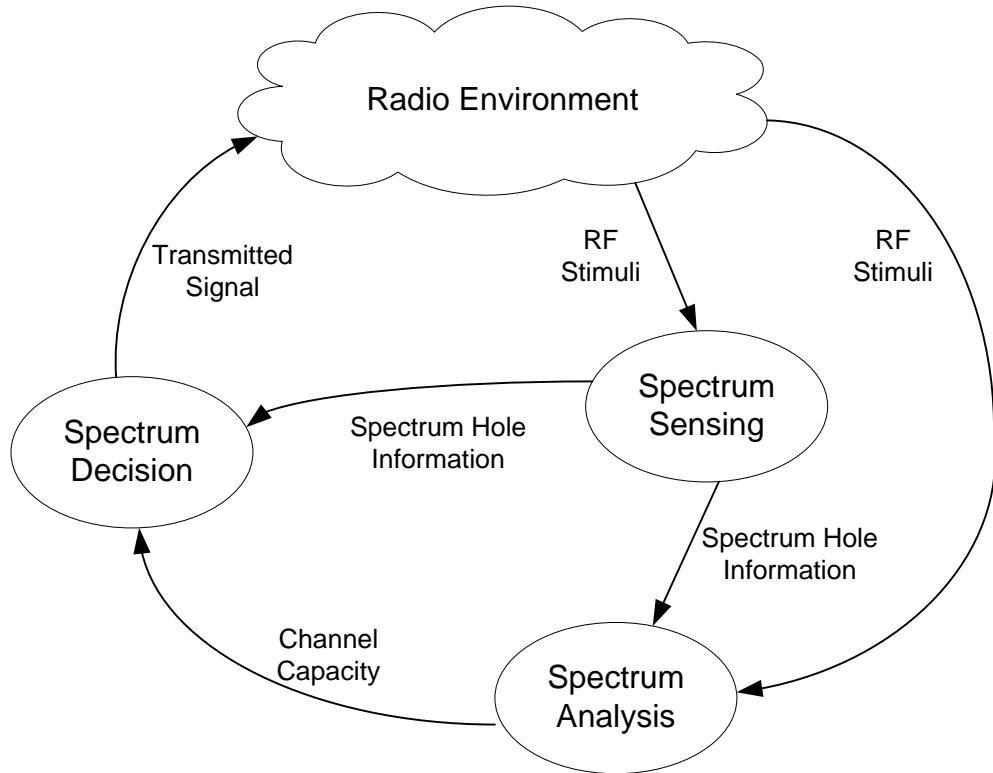 Radio Environment
Transmitted
Signal
RF
Stimuli
RF
Stimuli
Spectrum
Sensing
Spectrum
Decision
Spectrum Hole
Information
Spectrum Hole
Information
Channel
Capacity
Spectrum
Analysis